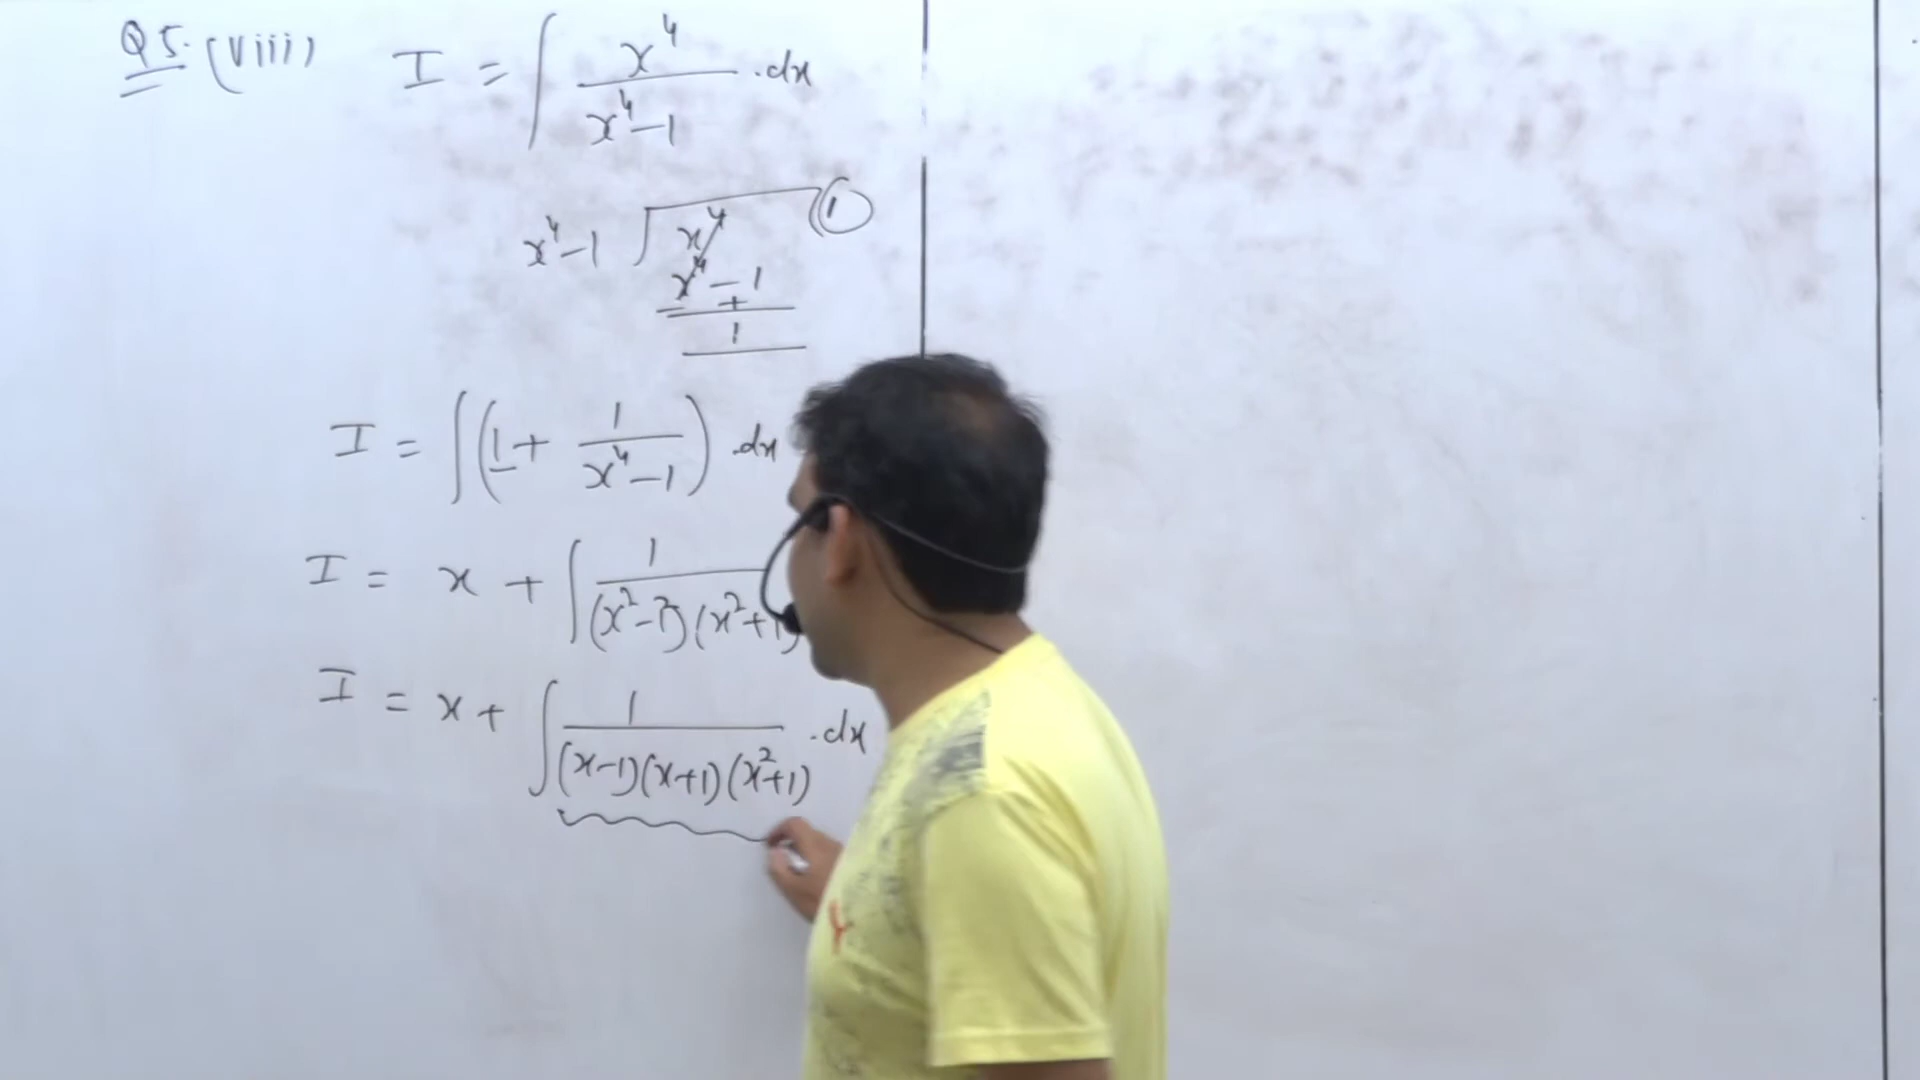 Q5. (viii) I = ∫ x⁴/(x⁴-1) .dx
x⁴-1 ) x⁴ ( 1
x⁴ - 1
- +
1
I = ∫ (1 + 1/(x⁴-1)) .dx
I = x + ∫ 1/((x²-1²)(x²+1)
I = x + ∫ 1/((x-1)(x+1)(x²+1)) .dx